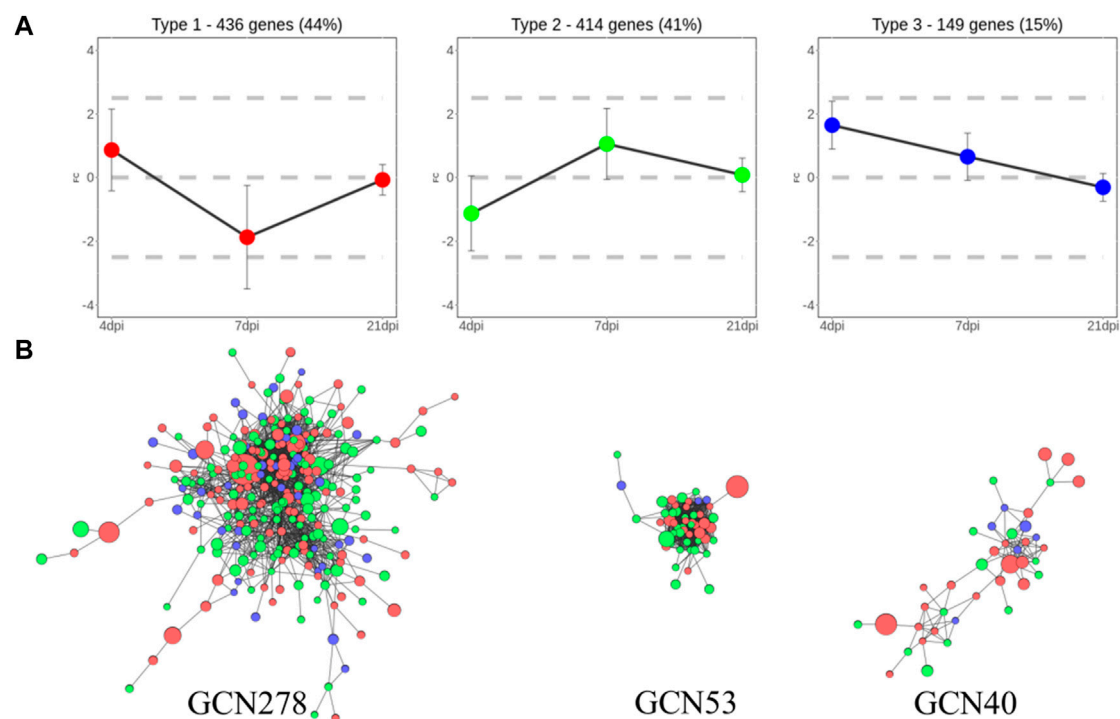 A
Type 1 - 436 genes (44%)
Type 2 - 414 genes (41%)
Type 3 - 149 genes (15%)
4
2
0
-2
-4
FC
4dpi
7dpi
21dpi
4
2
0
-2
-4
FC
4dpi
7dpi
21dpi
4
2
0
-2
-4
FC
4dpi
7dpi
21dpi
B
GCN278
GCN53
GCN40